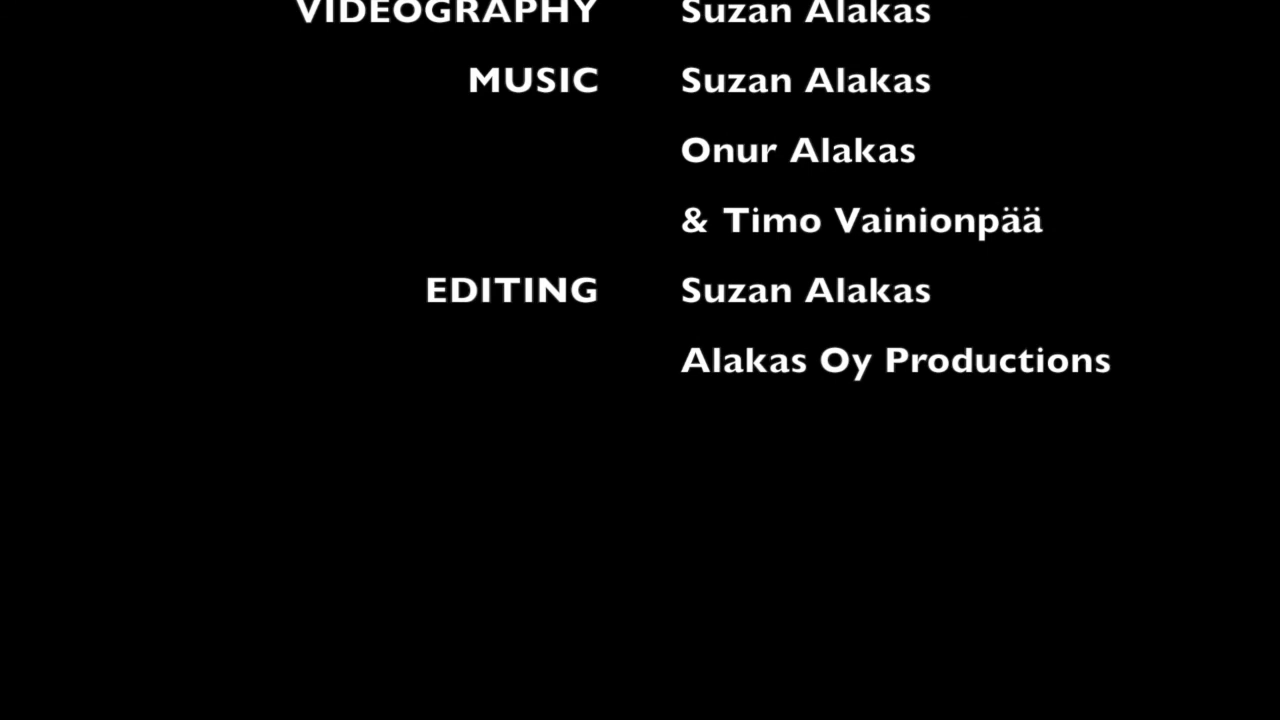 VIDEOGRAPHY Suzan Alakas
MUSIC Suzan Alakas
Onur Alakas
& Timo Vainionpää
EDITING Suzan Alakas
Alakas Oy Productions